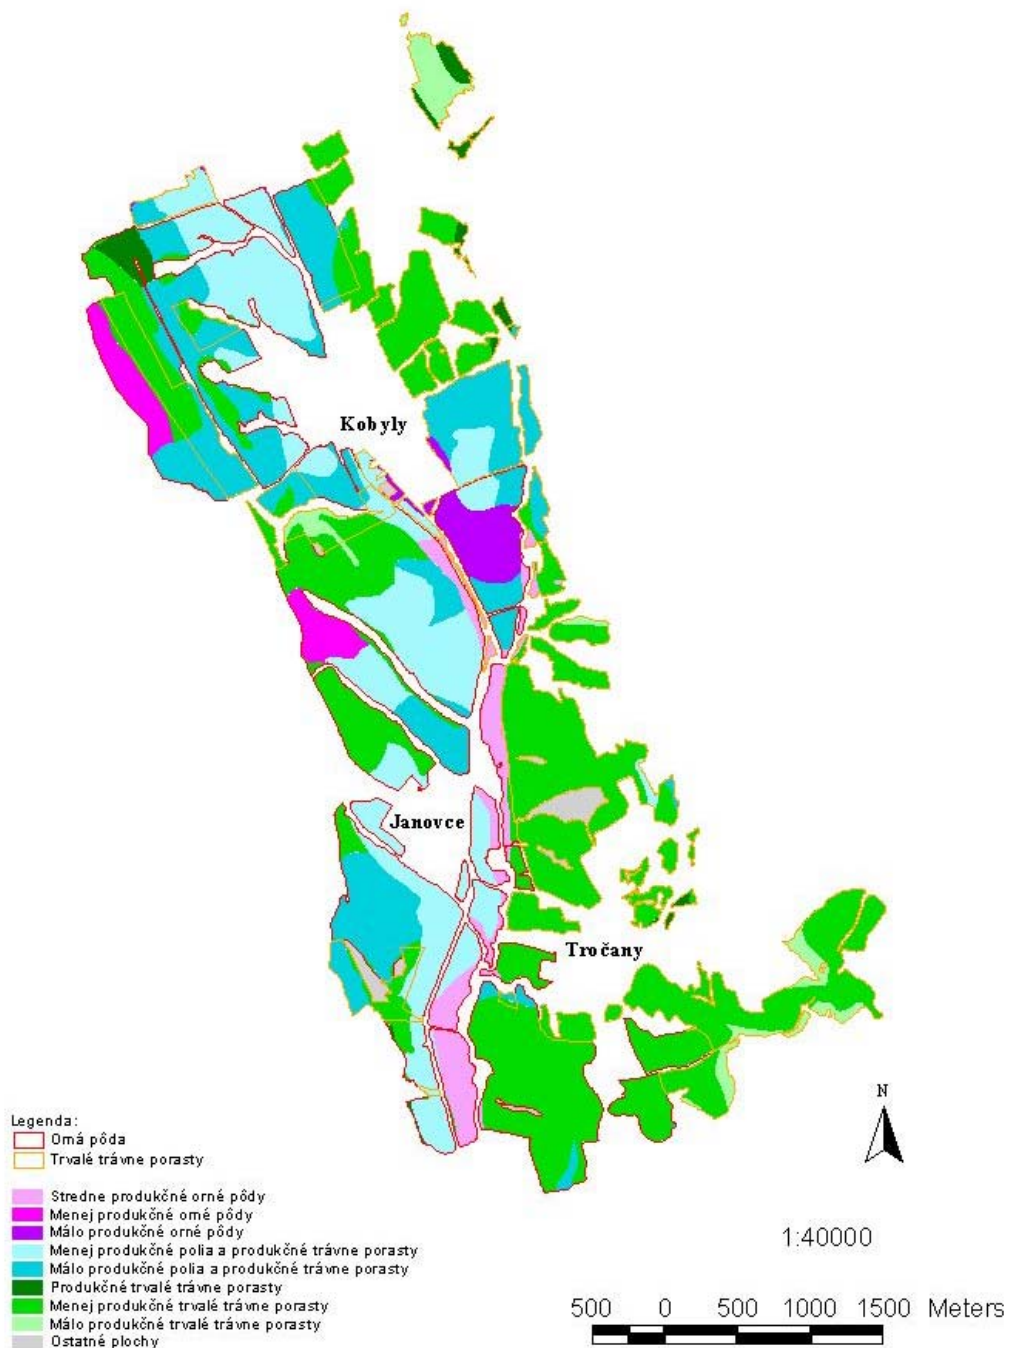 Kobyly
Janovce
Tročany
N
Legenda:
Orná pôda
Trvalé trávne porasty
Stredne produkčné orné pôdy
Menej produkčné orné pôdy
Málo produkčné orné pôdy
Menej produkčné polia a produkčné trávne porasty
Málo produkčné polia a produkčné trávne porasty
Produkčné trvalé trávne porasty
Menej produkčné trvalé trávne porasty
Málo produkčné trvalé trávne porasty
Ostatné plochy
1:40000
500 0 500 1000 1500 Meters